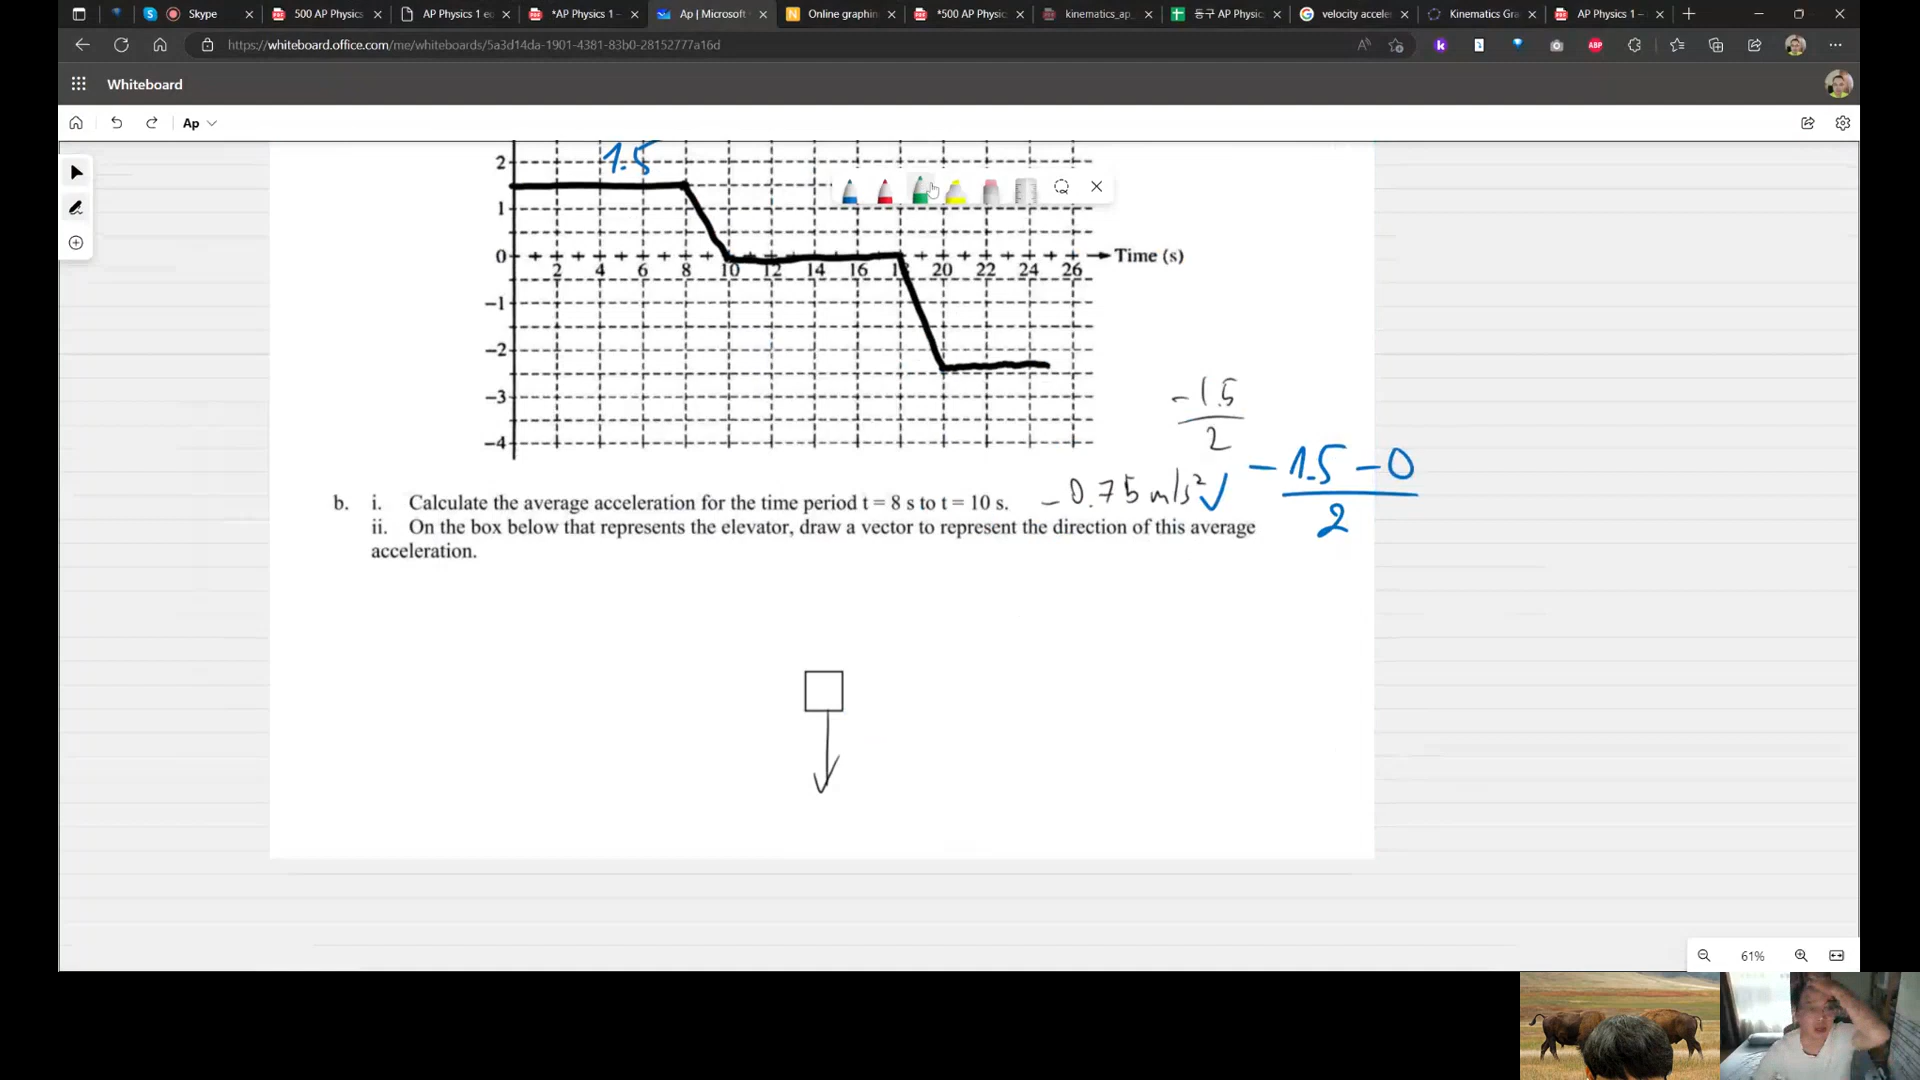 Skype
500 AP Physics
AP Physics 1 e
*AP Physics 1 –
Ap | Microsoft
Online graphin
*500 AP Physic
kinematics_ap_
동구 AP Physic
velocity accele
Kinematics Gra
AP Physics 1 –
https://whiteboard.office.com/me/whiteboards/5a3d14da-1901-4381-83b0-28152777a16d
ABP
Whiteboard
Ap
1.5
2
1
0
2 4 6 8 10 12 14 16 18 20 22 24 26
Time (s)
−1
−2
−3
−4
-1.5
2
b. i. Calculate the average acceleration for the time period t = 8 s to t = 10 s.
-0.75 m/s² ✓
- 1.5 - 0
2
ii. On the box below that represents the elevator, draw a vector to represent the direction of this average
acceleration.
61%